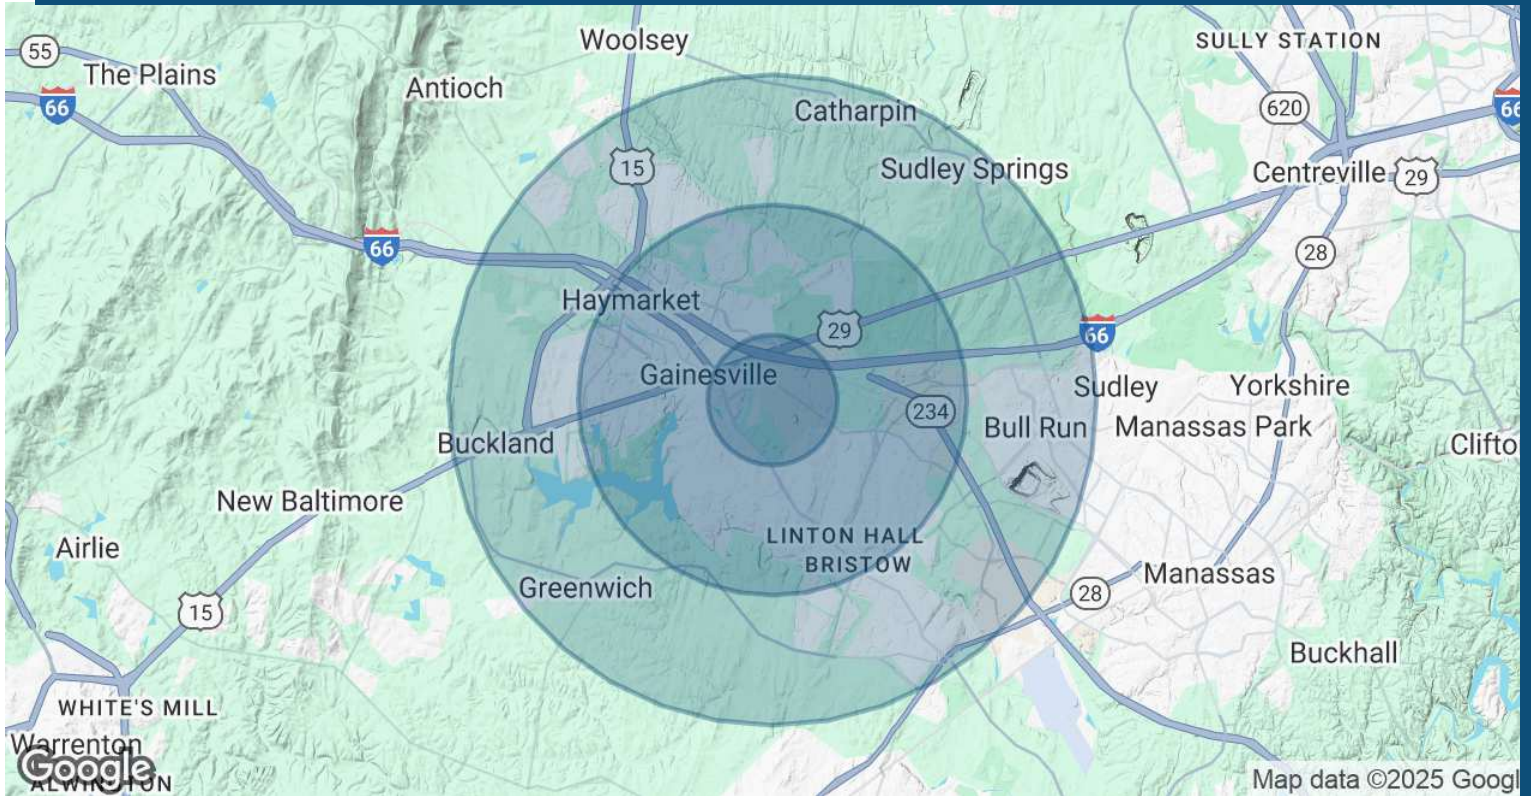 Woolsey
SULLY STATION
55
The Plains
Antioch
66
620
66
Catharpin
15
Sudley Springs
Centreville
29
66
28
Haymarket
29
66
Gainesville
Sudley
Yorkshire
234
Bull Run
Manassas Park
Buckland
Clifto
New Baltimore
LINTON HALL
BRISTOW
Airlie
Manassas
Greenwich
28
15
Buckhall
WHITE'S MILL
Warrenton
Google
ALWINGTON
Map data ©2025 Googl